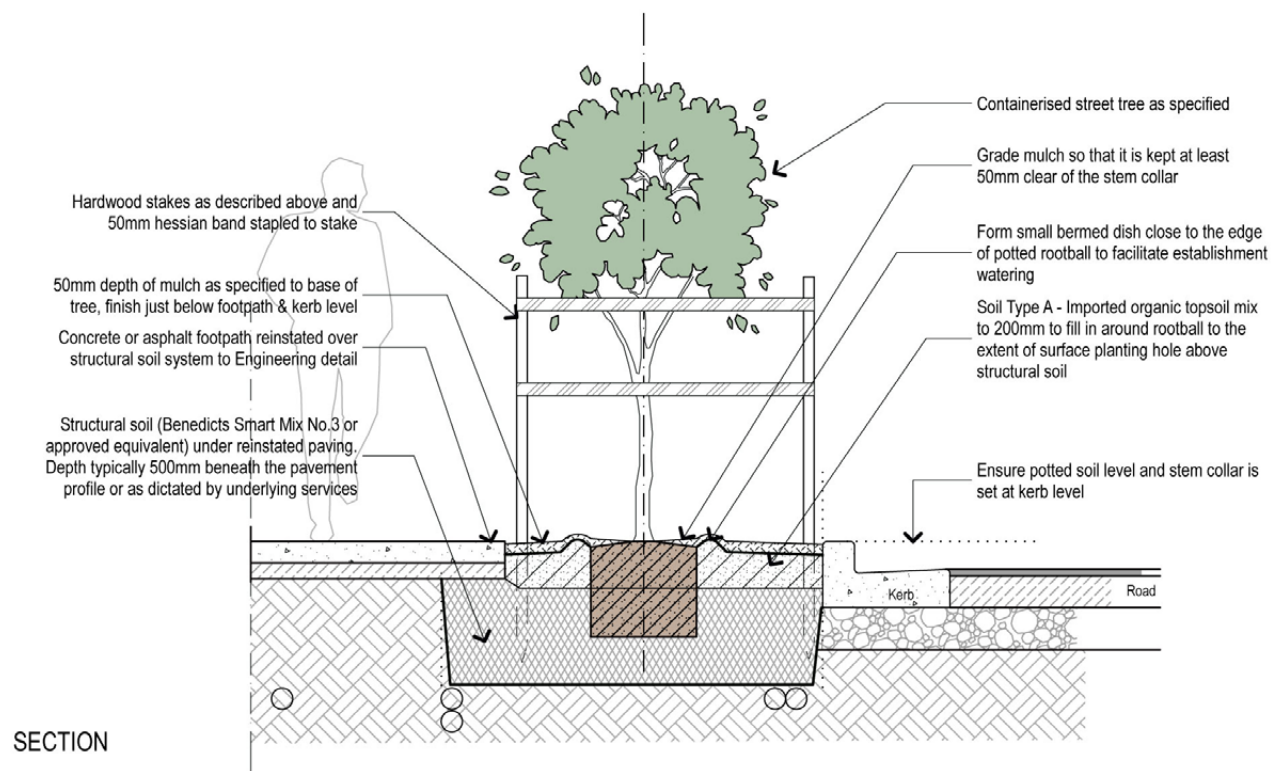 Hardwood stakes as described above and
50mm hessian band stapled to stake
50mm depth of mulch as specified to base of
tree, finish just below footpath & kerb level
Concrete or asphalt footpath reinstated over
structural soil system to Engineering detail
Structural soil (Benedicts Smart Mix No.3 or
approved equivalent) under reinstated paving.
Depth typically 500mm beneath the pavement
profile or as dictated by underlying services
Containerised street tree as specified
Grade mulch so that it is kept at least
50mm clear of the stem collar
Form small bermed dish close to the edge
of potted rootball to facilitate establishment
watering
Soil Type A - Imported organic topsoil mix
to 200mm to fill in around rootball to the
extent of surface planting hole above
structural soil
Ensure potted soil level and stem collar is
set at kerb level
Kerb
Road
SECTION